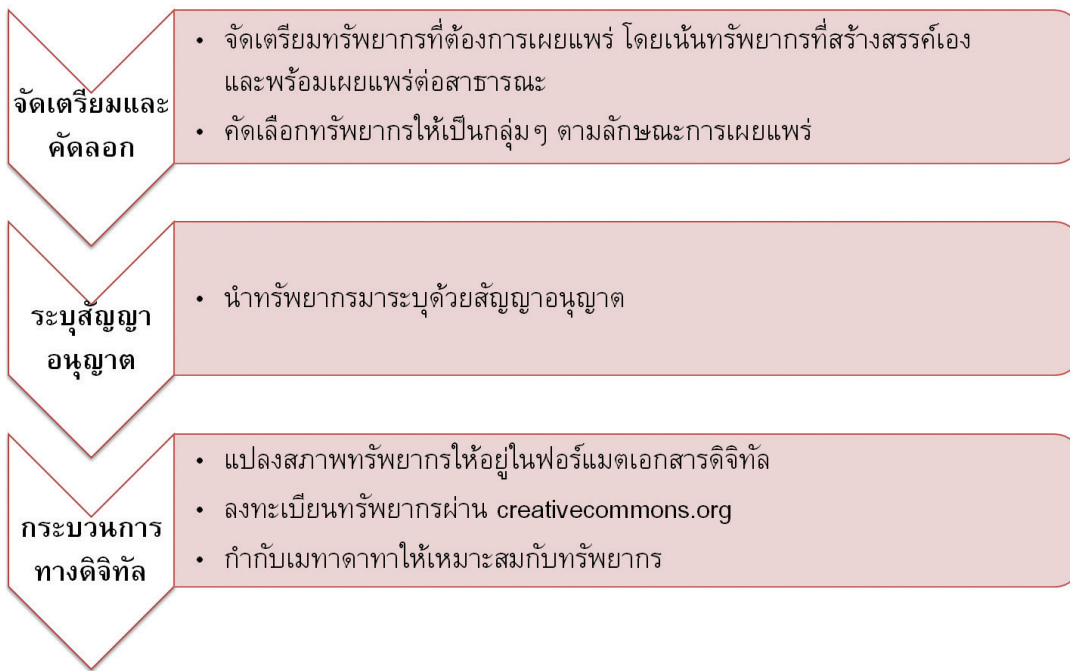 จัดเตรียมและ
คัดลอก
• จัดเตรียมทรัพยากรที่ต้องการเผยแพร่ โดยเน้นทรัพยากรที่สร้างสรรค์เอง
และพร้อมเผยแพร่ต่อสาธารณะ
• คัดเลือกทรัพยากรให้เป็นกลุ่มๆ ตามลักษณะการเผยแพร่
ระบุสัญญา
อนุญาต
• นำทรัพยากรมาระบุด้วยสัญญาอนุญาต
กระบวนการ
ทางดิจิทัล
• แปลงสภาพทรัพยากรให้อยู่ในฟอร์แมตเอกสารดิจิทัล
• ลงทะเบียนทรัพยากรผ่าน creativecommons.org
• กำกับเมทาดาทาให้เหมาะสมกับทรัพยากร